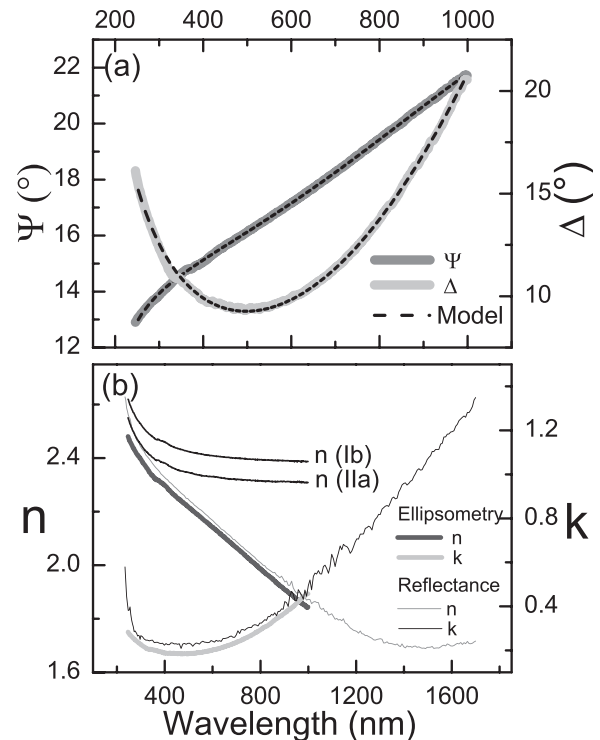 200 400 600 800 1000
(a)
22
20
18
16
14
12
Ψ (°)
20
15
10
Δ (°)
Ψ
Δ
Model
(b)
2.4
2.0
1.6
n
1.2
0.8
0.4
k
n (Ib)
n (IIa)
Ellipsometry
n
k
Reflectance
n
k
400 800 1200 1600
Wavelength (nm)